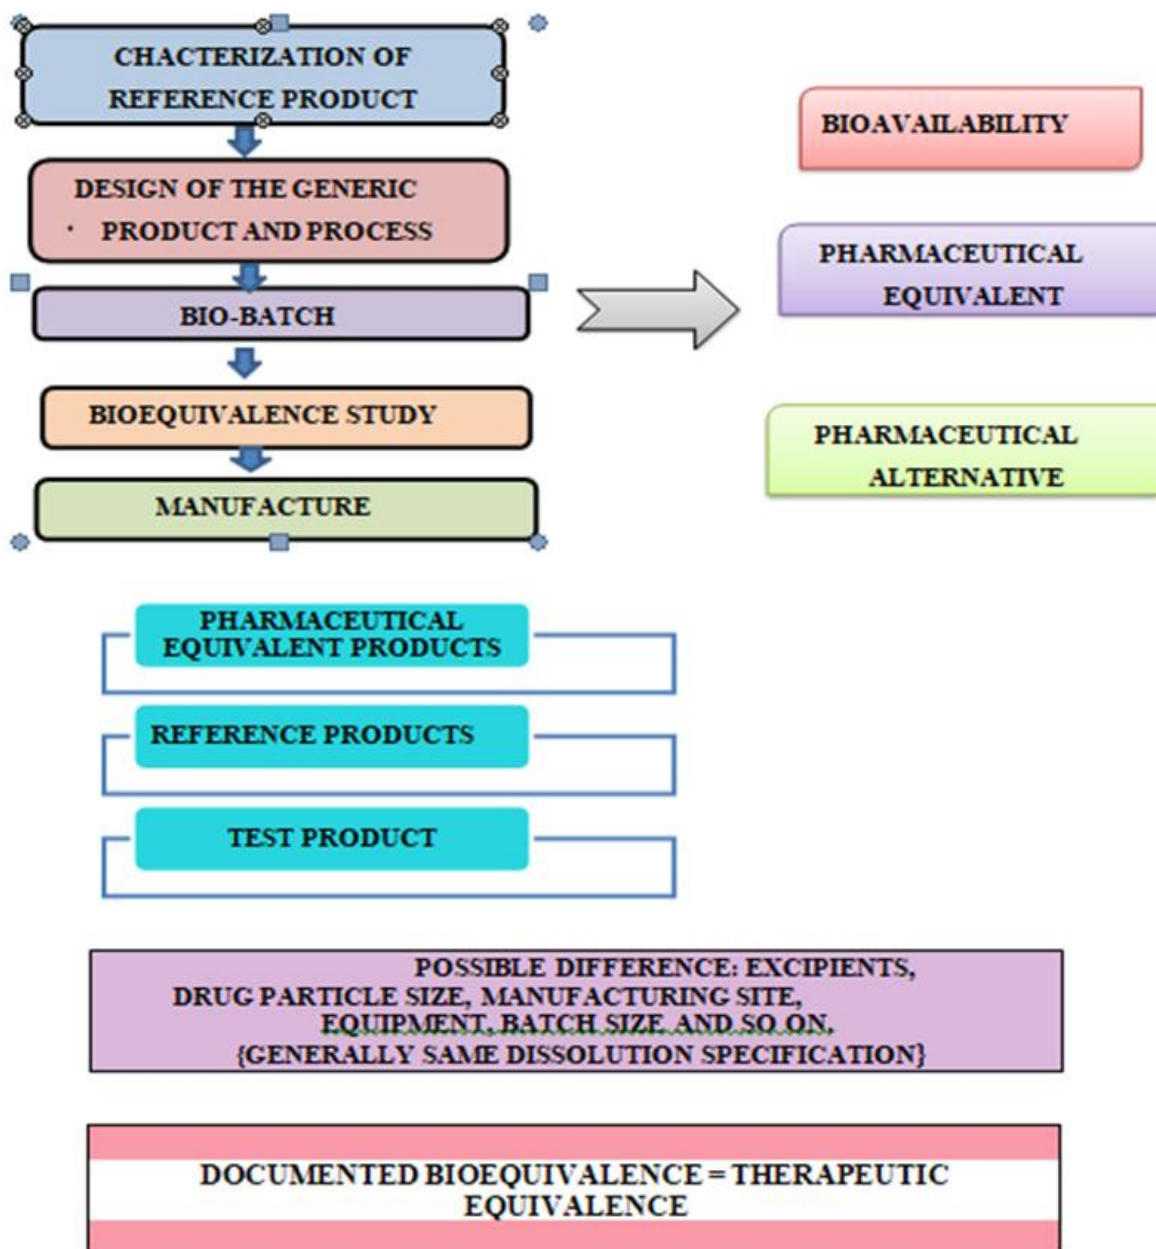 CHACTERIZATION OF
REFERENCE PRODUCT
DESIGN OF THE GENERIC
· PRODUCT AND PROCESS
BIO-BATCH
BIOEQUIVALENCE STUDY
MANUFACTURE
BIOAVAILABILITY
PHARMACEUTICAL
EQUIVALENT
PHARMACEUTICAL
ALTERNATIVE
PHARMACEUTICAL
EQUIVALENT PRODUCTS
REFERENCE PRODUCTS
TEST PRODUCT
POSSIBLE DIFFERENCE: EXCIPIENTS,
DRUG PARTICLE SIZE, MANUFACTURING SITE,
EQUIPMENT, BATCH SIZE AND SO ON.
{GENERALLY SAME DISSOLUTION SPECIFICATION}
DOCUMENTED BIOEQUIVALENCE = THERAPEUTIC
EQUIVALENCE